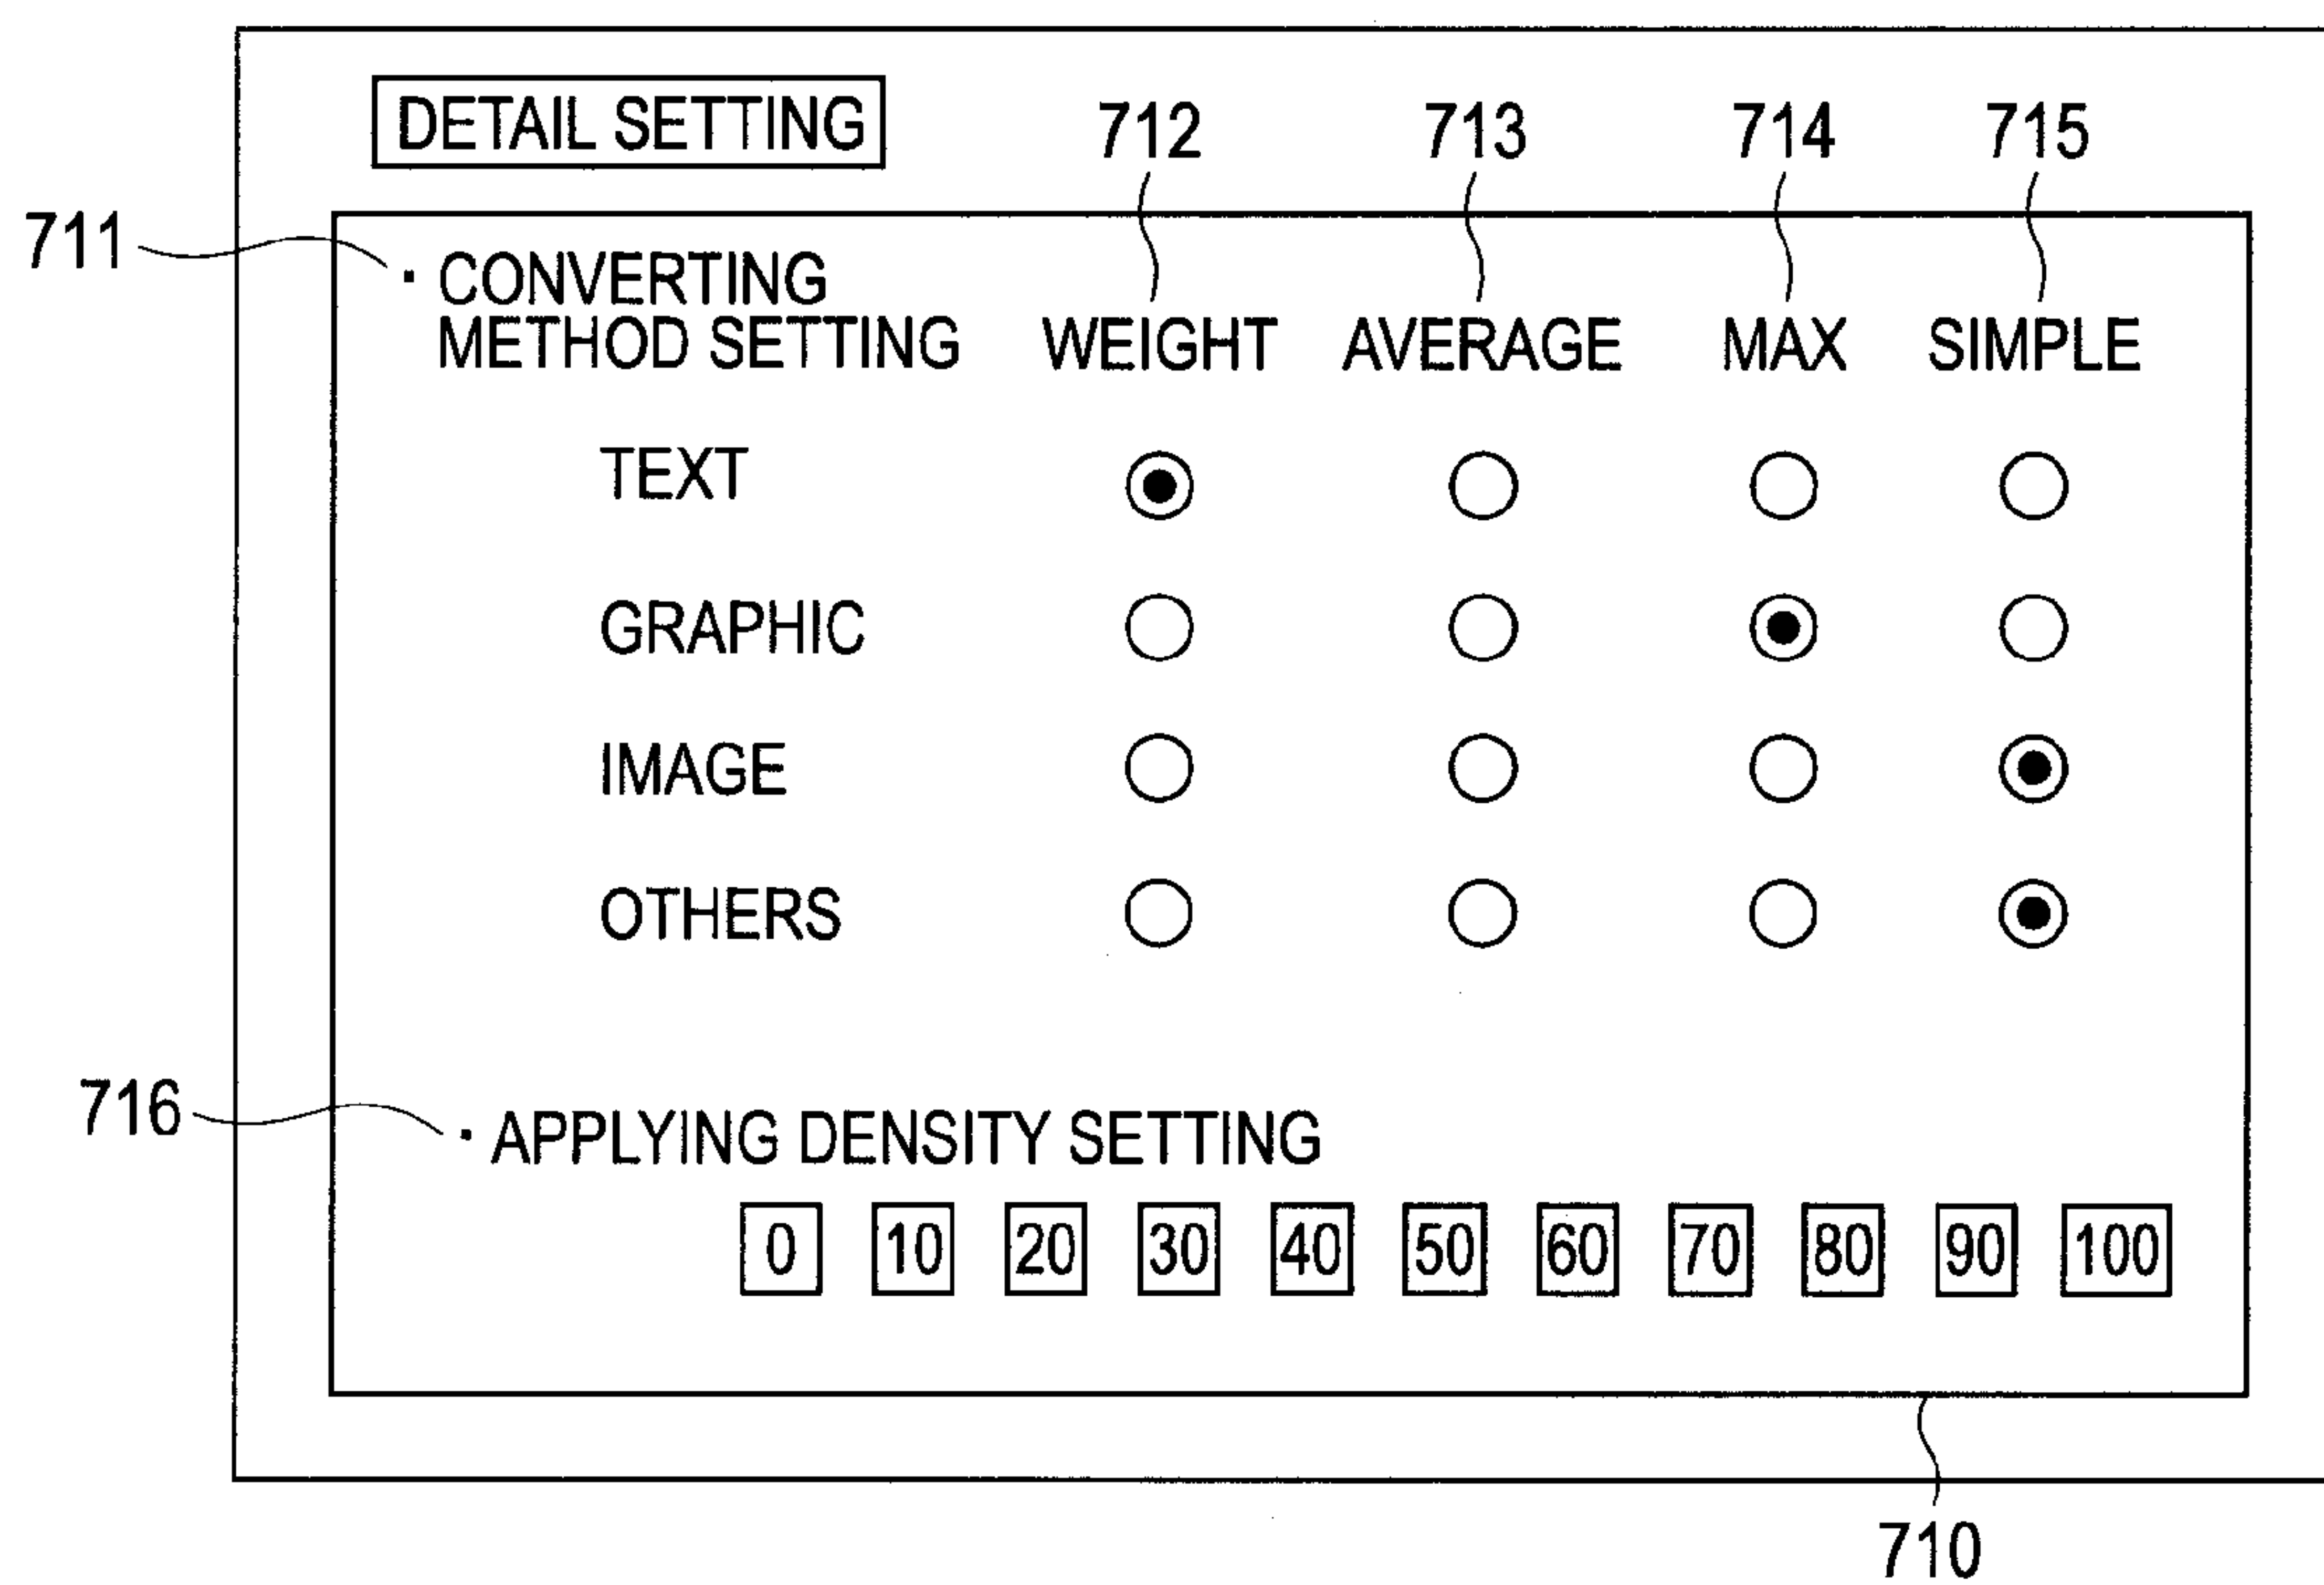 DETAIL SETTING
712 713 714 715
711
· CONVERTING
METHOD SETTING WEIGHT AVERAGE MAX SIMPLE
TEXT
GRAPHIC
IMAGE
OTHERS
716
· APPLYING DENSITY SETTING
0 10 20 30 40 50 60 70 80 90 100
710